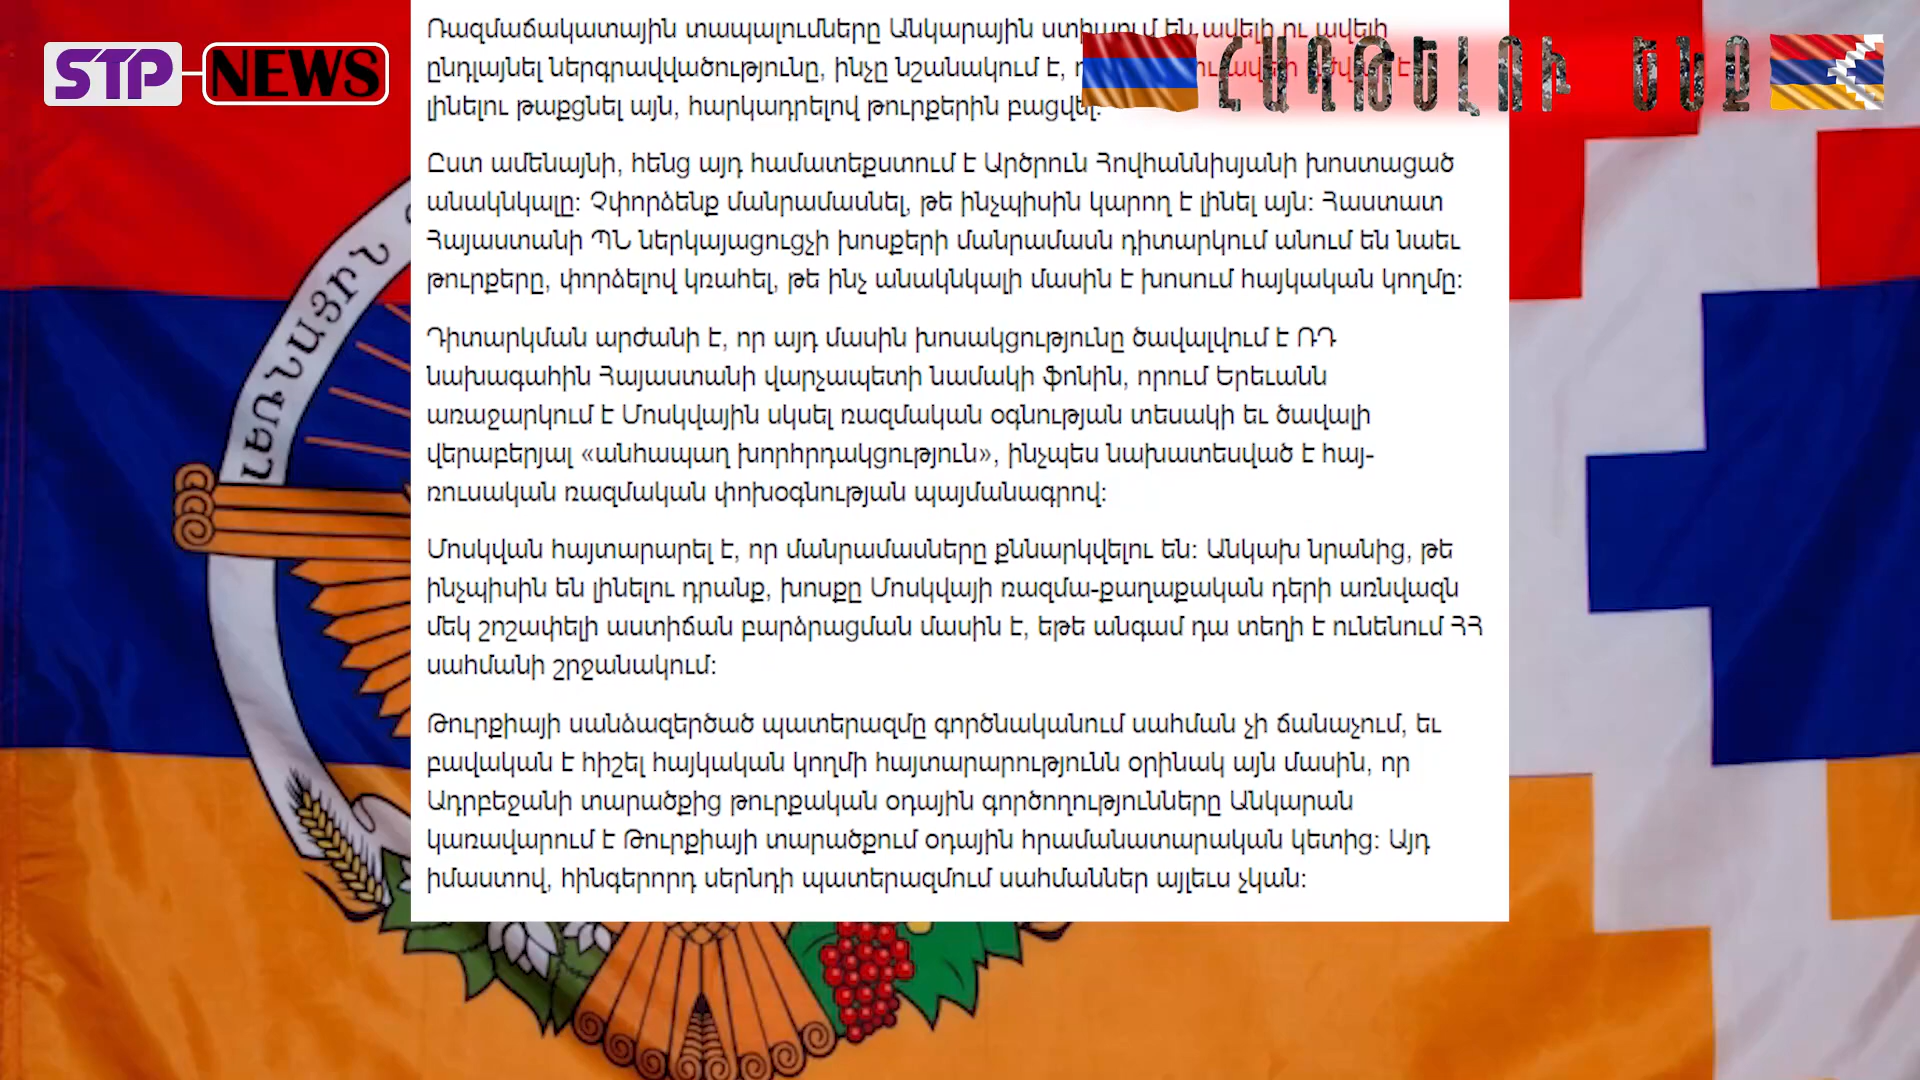 STP NEWS
ՀԱՂԹԵԼՈՒ ԵՆՔ
ԼԵՌՆԱՅԻՆ
Ռազմաճակատային տապալումները Անկարային ստիպում են ավելի ու ավելի
ընդլայնել ներգրավվածությունը, ինչը նշանակում է,
լինելու թաքցնել այն, հարկադրելով թուրքերին բացվել:
Ըստ ամենայնի, հենց այդ համատեքստում է Արծրուն Հովհաննիսյանի խոստացած
անակնկալը: Չփորձենք մանրամասնել, թե ինչպիսին կարող է լինել այն: Հաստատ
Հայաստանի ՊՆ ներկայացուցչի խոսքերի մանրամասն դիտարկում անում են նաեւ
թուրքերը, փորձելով կռահել, թե ինչ անակնկալի մասին է խոսում հայկական կողմը:
Դիտարկման արժանի է, որ այդ մասին խոսակցությունը ծավալվում է ՌԴ
նախագահին Հայաստանի վարչապետի նամակի ֆոնին, որում Երեւանն
առաջարկում է Մոսկվային սկսել ռազմական օգնության տեսակի եւ ծավալի
վերաբերյալ «անհապաղ խորհրդակցություն», ինչպես նախատեսված է հայ-
ռուսական ռազմական փոխօգնության պայմանագրով:
Մոսկվան հայտարարել է, որ մանրամասները քննարկվելու են: Անկախ նրանից, թե
ինչպիսին են լինելու դրանք, խոսքը Մոսկվայի ռազմա-քաղաքական դերի առնվազն
մեկ շոշափելի աստիճան բարձրացման մասին է, եթե անգամ դա տեղի է ունենում ՀՀ
սահմանի շրջանակում:
Թուրքիայի սանձազերծած պատերազմը գործնականում սահման չի ճանաչում, եւ
բավական է հիշել հայկական կողմի հայտարարությունն օրինակ այն մասին, որ
Ադրբեջանի տարածքից թուրքական օդային գործողությունները Անկարան
կառավարում է Թուրքիայի տարածքում օդային հրամանատարական կետից: Այդ
իմաստով, հինգերորդ սերնդի պատերազմում սահմաններ այլեւս չկան: